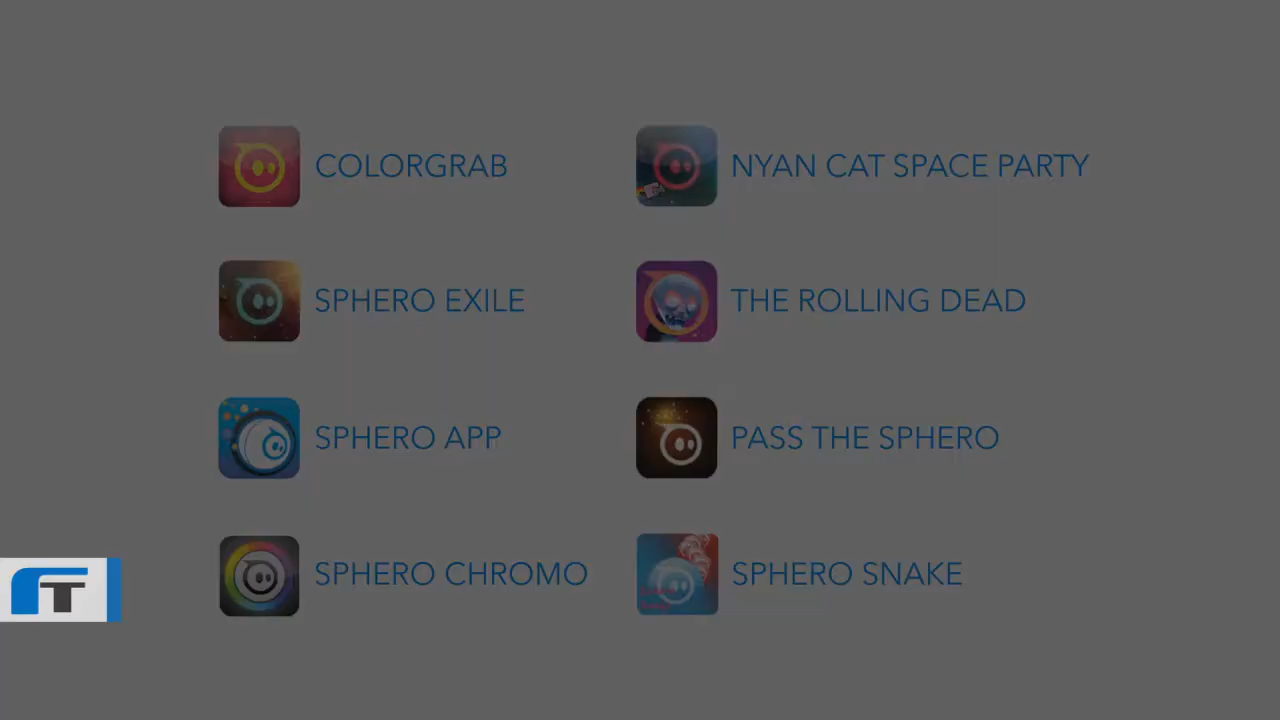 COLORGRAB
NYAN CAT SPACE PARTY
SPHERO EXILE
THE ROLLING DEAD
SPHERO APP
PASS THE SPHERO
SPHERO CHROMO
SPHERO SNAKE
FT